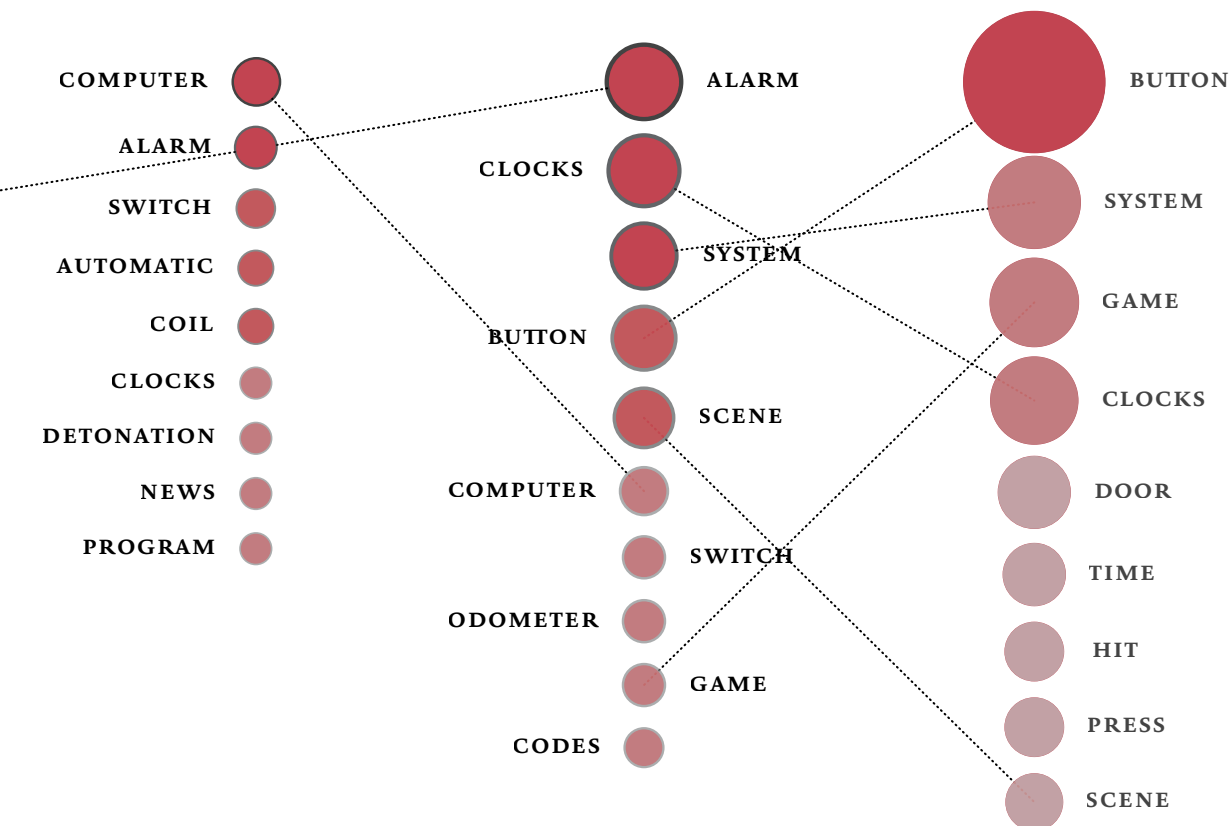 COMPUTER
ALARM
SWITCH
AUTOMATIC
COIL
CLOCKS
DETONATION
NEWS
PROGRAM
ALARM
CLOCKS
SYSTEM
BUTTON
SCENE
COMPUTER
SWITCH
ODOMETER
GAME
CODES
BUTTON
SYSTEM
GAME
CLOCKS
DOOR
TIME
HIT
PRESS
SCENE